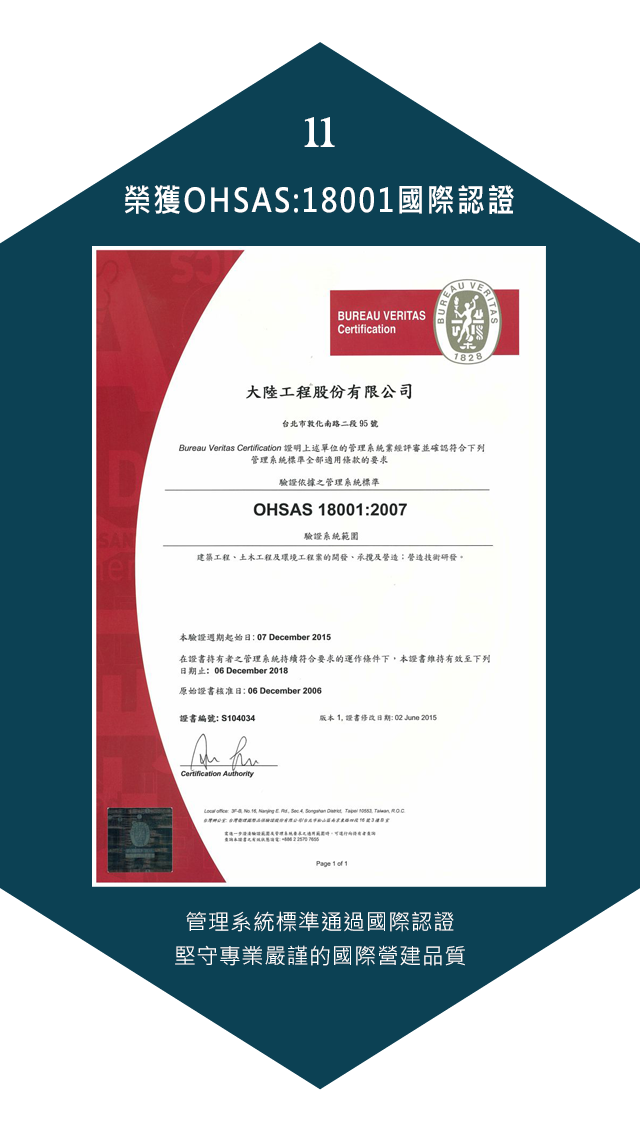 11
榮獲OHSAS:18001國際認證
BUREAU VERITAS
Certification
BUREAU VERITAS
1828
大陸工程股份有限公司
台北市敦化南路二段 95 號
Bureau Veritas Certification 證明上述單位的管理系統業經評審並確認符合下列
管理系統標準全部適用條款的要求
驗證依據之管理系統標準
OHSAS 18001:2007
驗證系統範圍
建築工程、土木工程及環境工程案的開發、承攬及營造；營造技術研發。
本驗證週期起始日: 07 December 2015
在證書持有者之管理系統持續符合要求的運作條件下，本證書維持有效至下列
日期止: 06 December 2018
原始證書核准日: 06 December 2006
證書編號: S104034
版本 1, 證書修改日期: 02 June 2015
Certification Authority
Local office: 3F-B, No.16, Nanjing E. Rd., Sec.4, Songshan District, Taipei 10553, Taiwan, R.O.C.
Page 1 of 1
管理系統標準通過國際認證
堅守專業嚴謹的國際營建品質